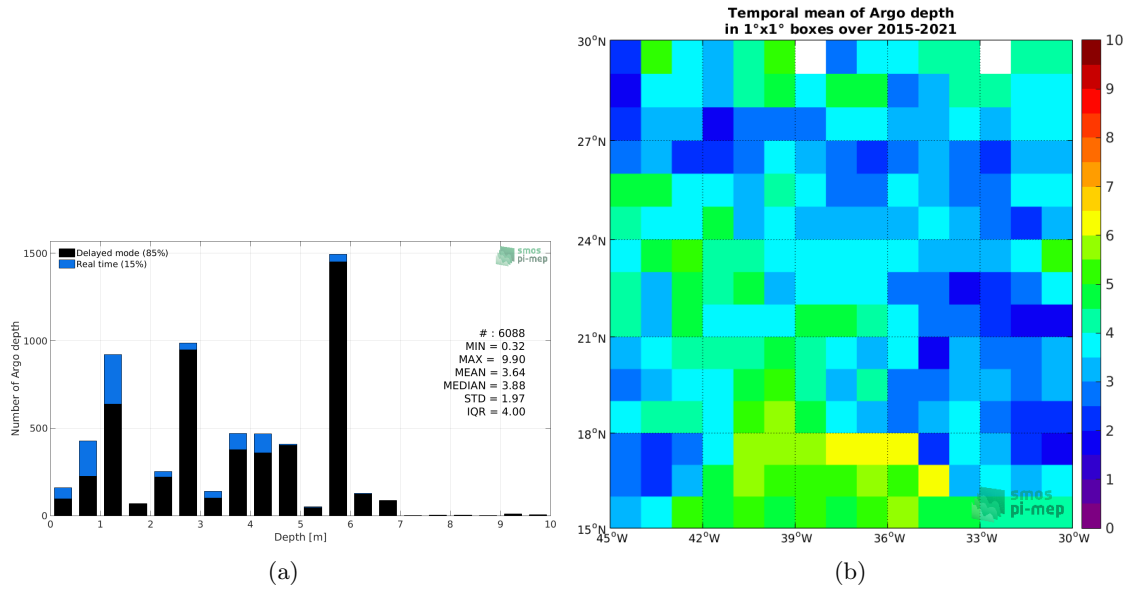 Temporal mean of Argo depth
in 1°x1° boxes over 2015-2021
Delayed mode (85%)
Real time (15%)
smos
pi-mep
# : 6088
MIN = 0.32
MAX = 9.90
MEAN = 3.64
MEDIAN = 3.88
STD = 1.97
IQR = 4.00
Number of Argo depth
1500
1000
500
0
0 1 2 3 4 5 6 7 8 9 10
Depth [m]
(a)
30°N
27°N
24°N
21°N
18°N
15°N
45°W 42°W 39°W 36°W 33°W 30°W
smos
pi-mep
10
9
8
7
6
5
4
3
2
1
0
(b)